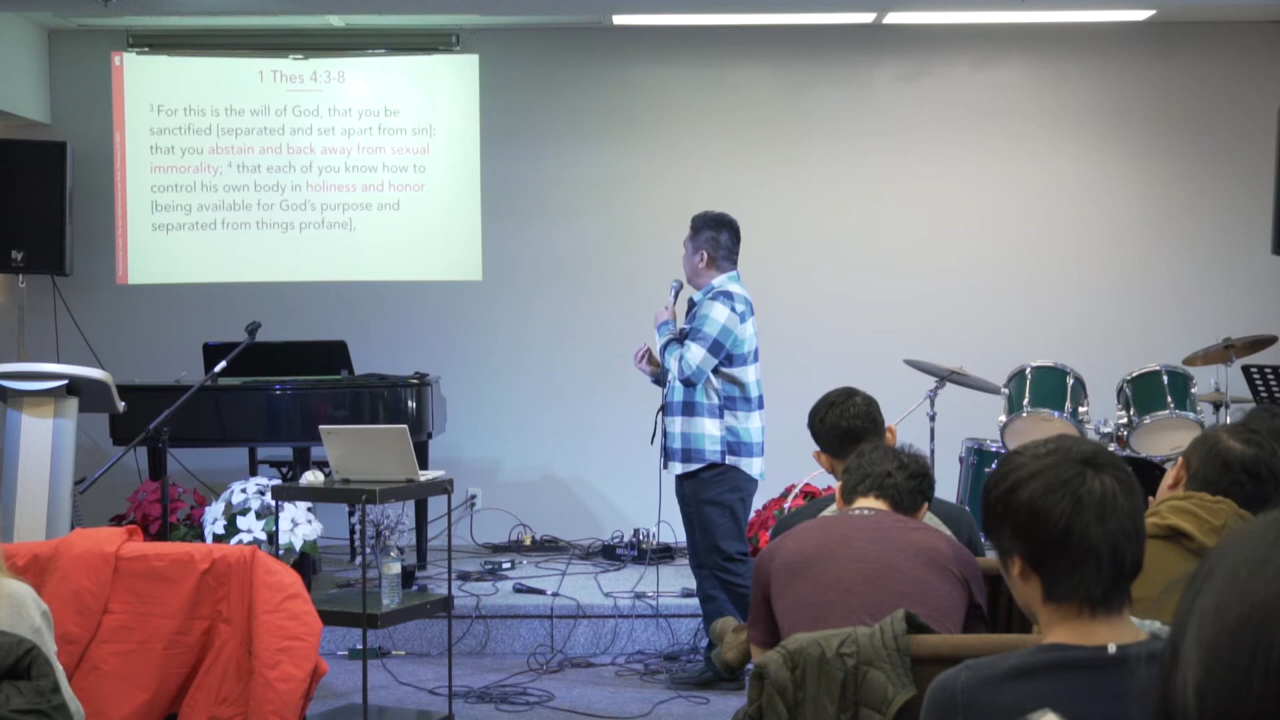 1 Thes 4:3-8
3 For this is the will of God, that you be
sanctified [separated and set apart from sin]:
that you abstain and back away from sexual
immorality; 4 that each of you know how to
control his own body in holiness and honor
[being available for God's purpose and
separated from things profane],
EV